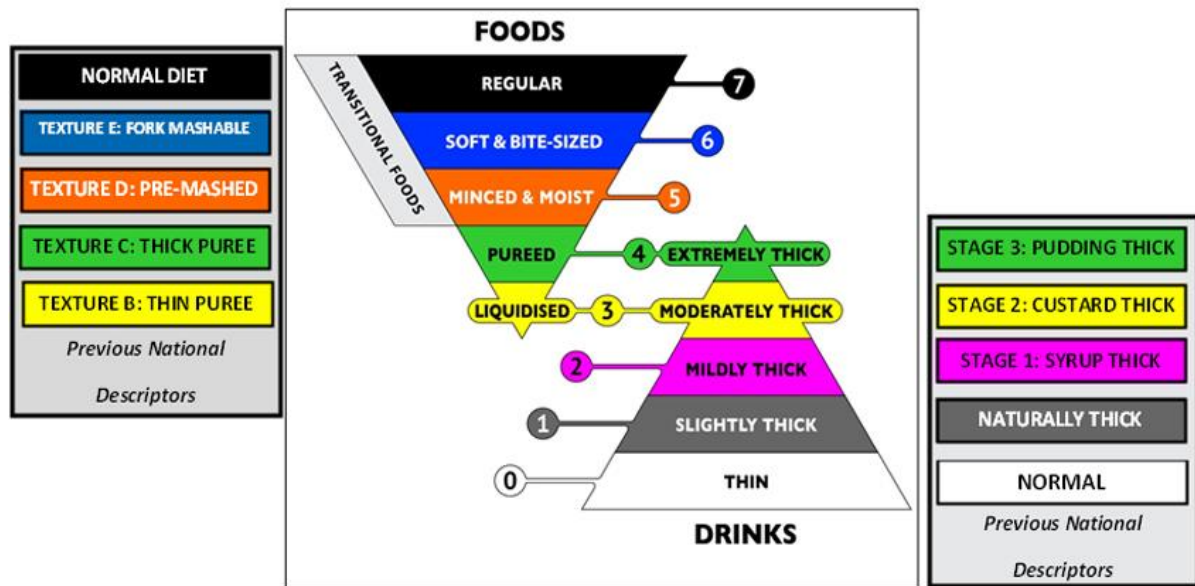 NORMAL DIET
TEXTURE E: FORK MASHABLE
TEXTURE D: PRE-MASHED
TEXTURE C: THICK PUREE
TEXTURE B: THIN PUREE
Previous National
Descriptors
FOODS
TRANSITIONAL FOODS
REGULAR
7
SOFT & BITE-SIZED
6
MINCED & MOIST
5
PUREED
4
EXTREMELY THICK
LIQUIDISED
3
MODERATELY THICK
2
MILDLY THICK
1
SLIGHTLY THICK
0
THIN
DRINKS
STAGE 3: PUDDING THICK
STAGE 2: CUSTARD THICK
STAGE 1: SYRUP THICK
NATURALLY THICK
NORMAL
Previous National
Descriptors